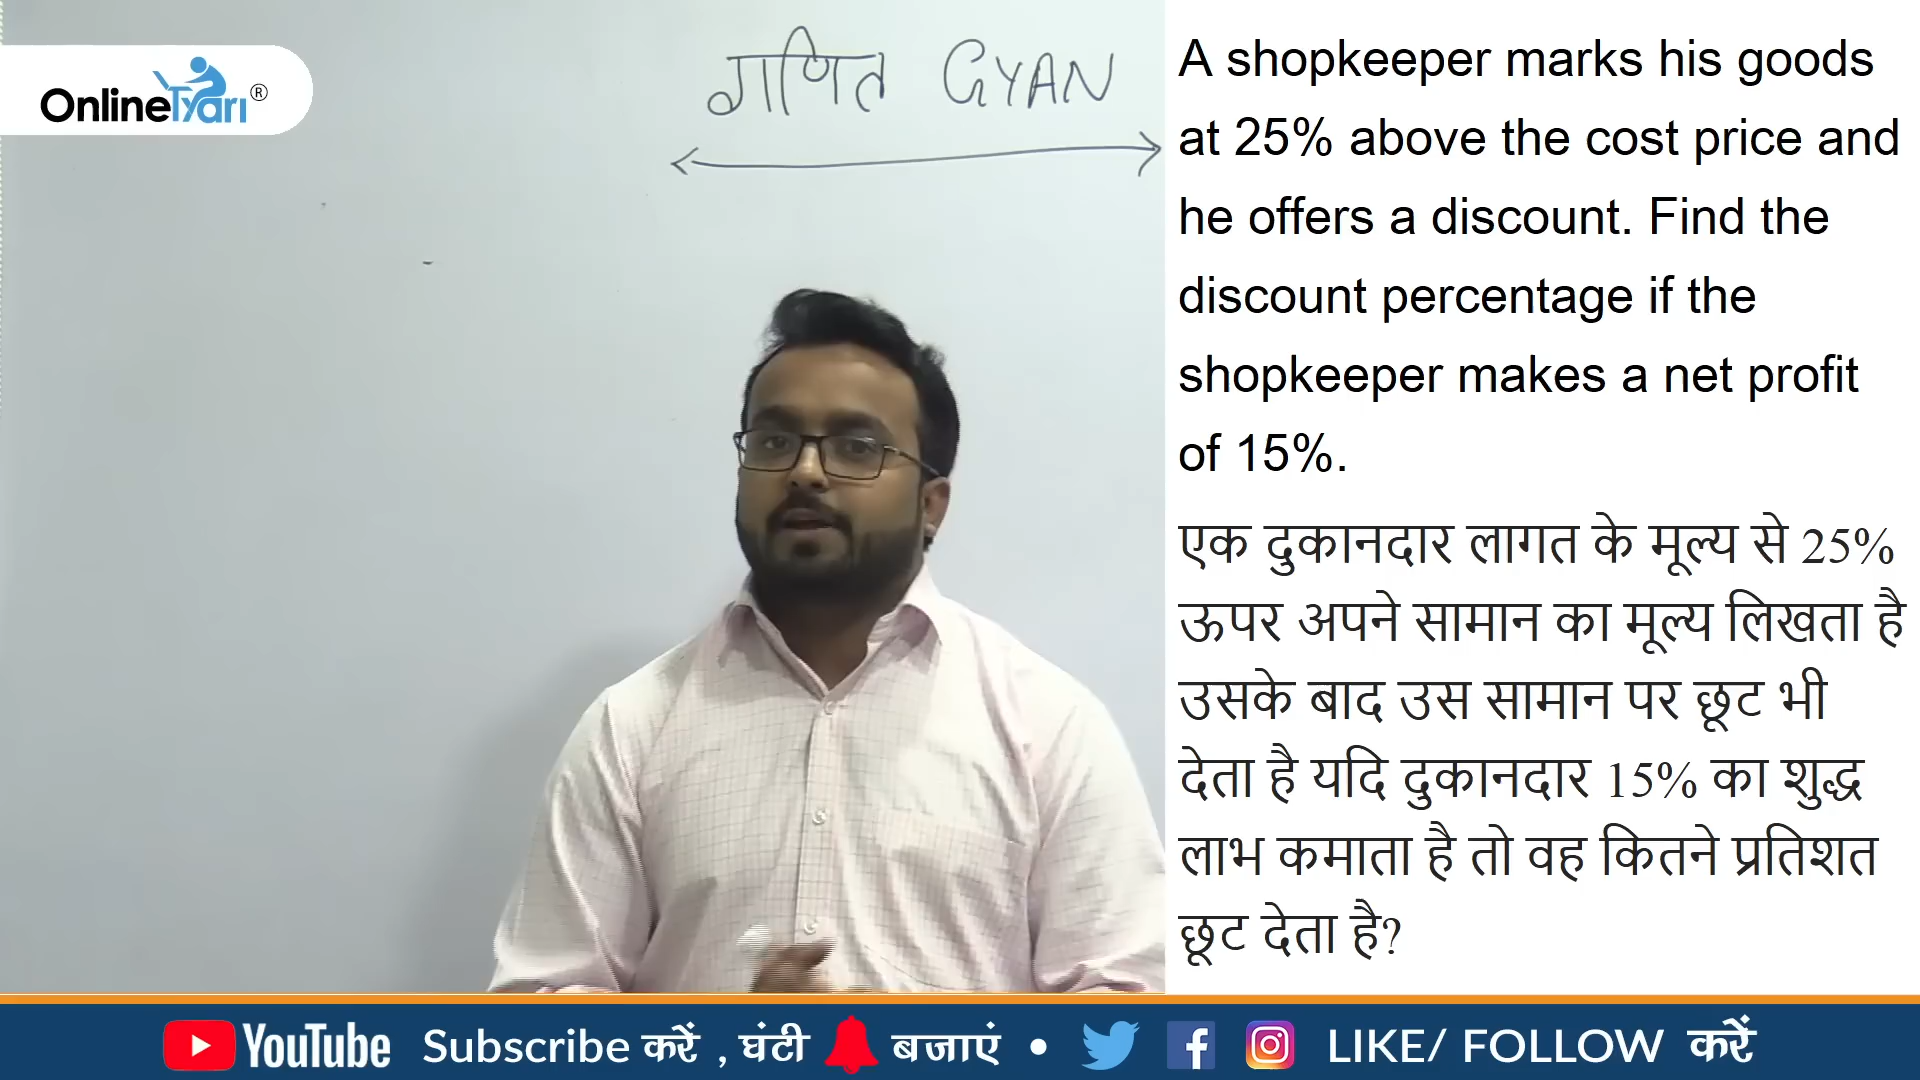 OnlineTyari®
गणित GYAN
A shopkeeper marks his goods
at 25% above the cost price and
he offers a discount. Find the
discount percentage if the
shopkeeper makes a net profit
of 15%.
एक दुकानदार लागत के मूल्य से 25%
ऊपर अपने सामान का मूल्य लिखता है
उसके बाद उस सामान पर छूट भी
देता है यदि दुकानदार 15% का शुद्ध
लाभ कमाता है तो वह कितने प्रतिशत
छूट देता है?
YouTube Subscribe करें , घंटी बजाएं • LIKE/ FOLLOW करें